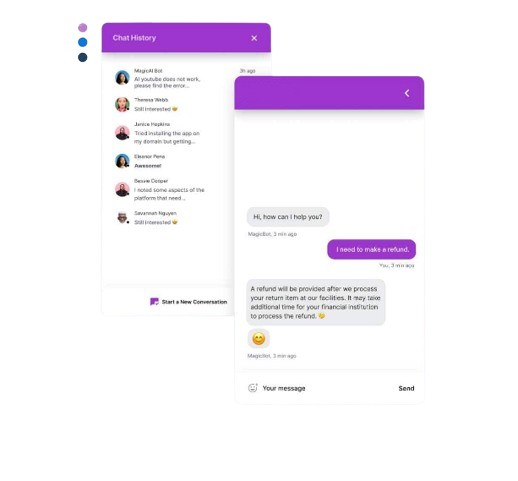 Chat History
MagicAI Bot
3h ago
AI youtube does not work,
please find the error...
Theresa Webb
Still interested 😊
Janice Hopkins
Tried installing the app on
my domain but getting...
Eleanor Pena
Awesome!
Bessie Cooper
I noted some aspects of the
platform that need...
Savannah Nguyen
Still interested 😊
Start a New Conversation
Hi, how can I help you?
MagicBot, 3 min ago
I need to make a refund.
You, 3 min ago
A refund will be provided after we process
your return item at our facilities. It may take
additional time for your financial institution
to process the refund. 😊
😊
MagicBot, 3 min ago
Your message
Send